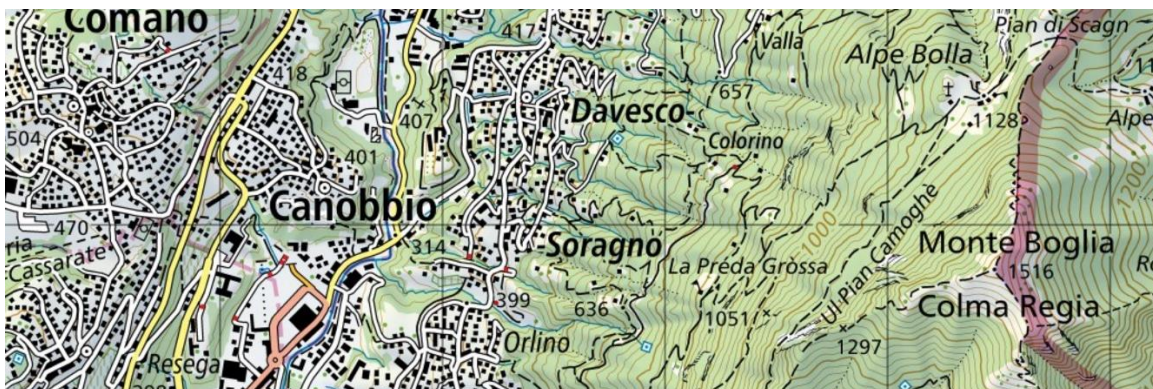 Comano
417
Valla
Alpe Bolla
Pian di Scagn
418
657
Davesco-
407
1128
Alpe
504
401
Colorino
1200
Canobbio
470
314
Soragno
1000
Monte Boglia
Cassarate
La Preda Gròssa
Ul Pian Camoghè
1516
399
636
1051
Colma Regia
Orlino
1297
Resega